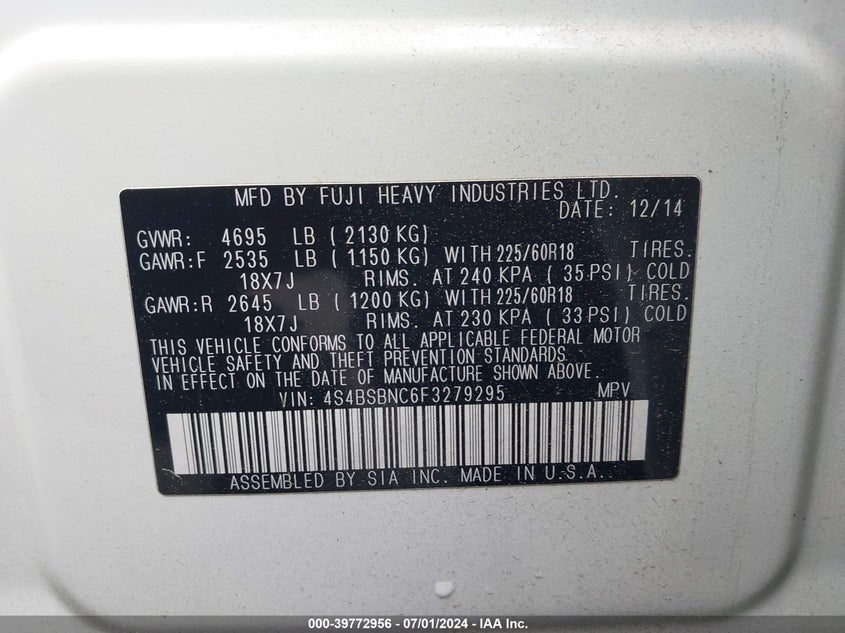 MFD BY FUJI HEAVY INDUSTRIES LTD.
DATE: 12/14
GVWR: 4695 LB ( 2130 KG)
GAWR:F 2535 LB ( 1150 KG) WITH 225/60R18 TIRES.
18X7J RIMS. AT 240 KPA ( 35 PSI) COLD
GAWR:R 2645 LB ( 1200 KG) WITH 225/60R18 TIRES.
18X7J RIMS. AT 230 KPA ( 33 PSI) COLD
THIS VEHICLE CONFORMS TO ALL APPLICABLE FEDERAL MOTOR
VEHICLE SAFETY AND THEFT PREVENTION STANDARDS
IN EFFECT ON THE DATE OF MANUFACTURE SHOWN ABOVE.
VIN: 4S4BSBNC6F3279295 MPV
ASSEMBLED BY SIA INC. MADE IN U.S.A.
000-39772956 - 07/01/2024 - IAA Inc.